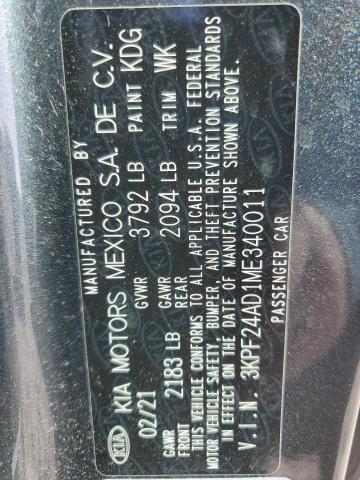 MANUFACTURED BY
KIA KIA MOTORS MEXICO S.A. DE C.V.
02/21 GVWR 3792 LB PAINT KDG
GAWR FRONT 2183 LB GAWR REAR 2094 LB TRIM WK
THIS VEHICLE CONFORMS TO ALL APPLICABLE U.S.A. FEDERAL
MOTOR VEHICLE SAFETY, BUMPER, AND THEFT PREVENTION STANDARDS
IN EFFECT ON THE DATE OF MANUFACTURE SHOWN ABOVE.
V.I.N. 3KPF24AD1ME340011
PASSENGER CAR